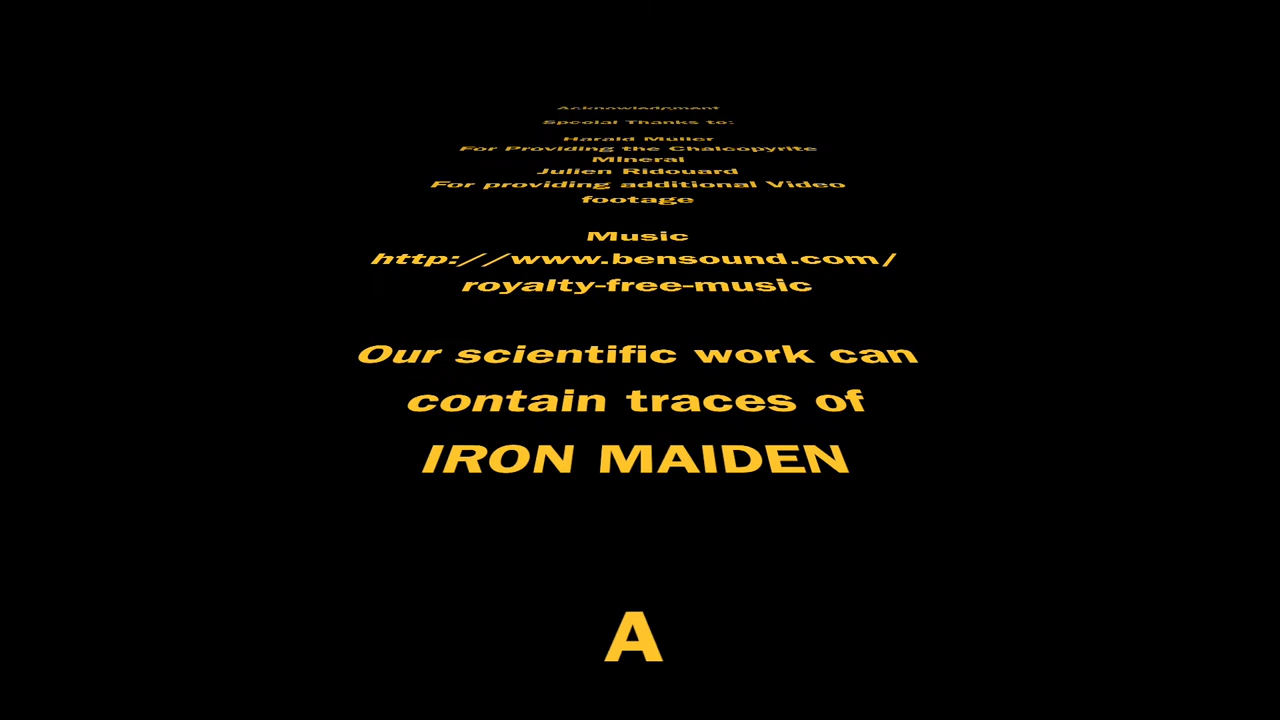 Acknowledgment
Special Thanks to:
Harald Muller
For Providing the Chalcopyrite
Mineral
Julien Ridouard
For providing additional Video
footage
Music
http://www.bensound.com/
royalty-free-music
Our scientific work can
contain traces of
IRON MAIDEN
A